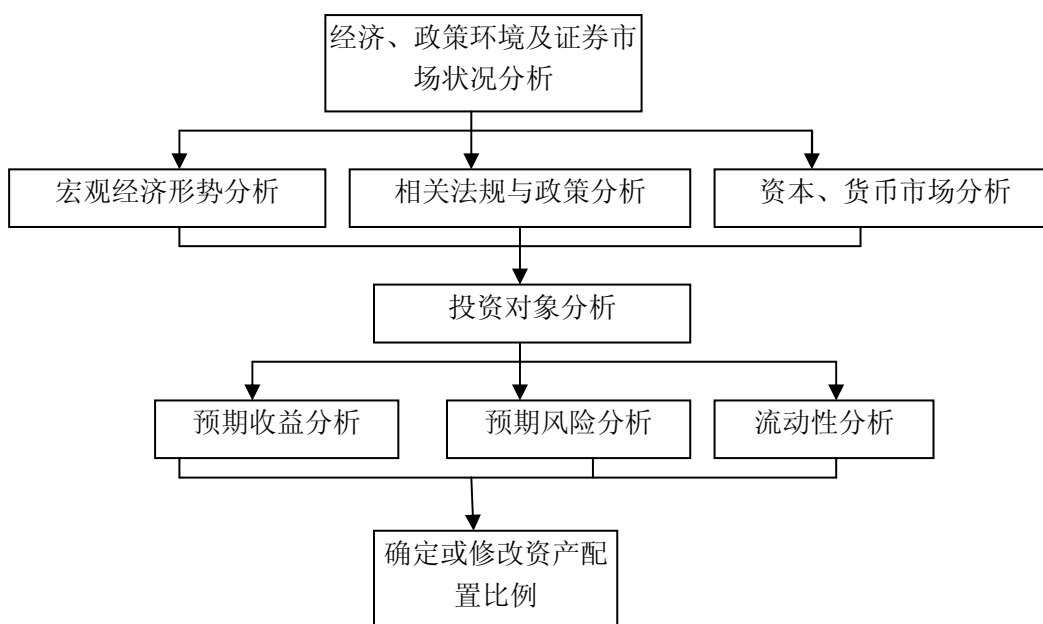 经济、政策环境及证券市
场状况分析
宏观经济形势分析
相关法规与政策分析
资本、货币市场分析
投资对象分析
预期收益分析
预期风险分析
流动性分析
确定或修改资产配
置比例